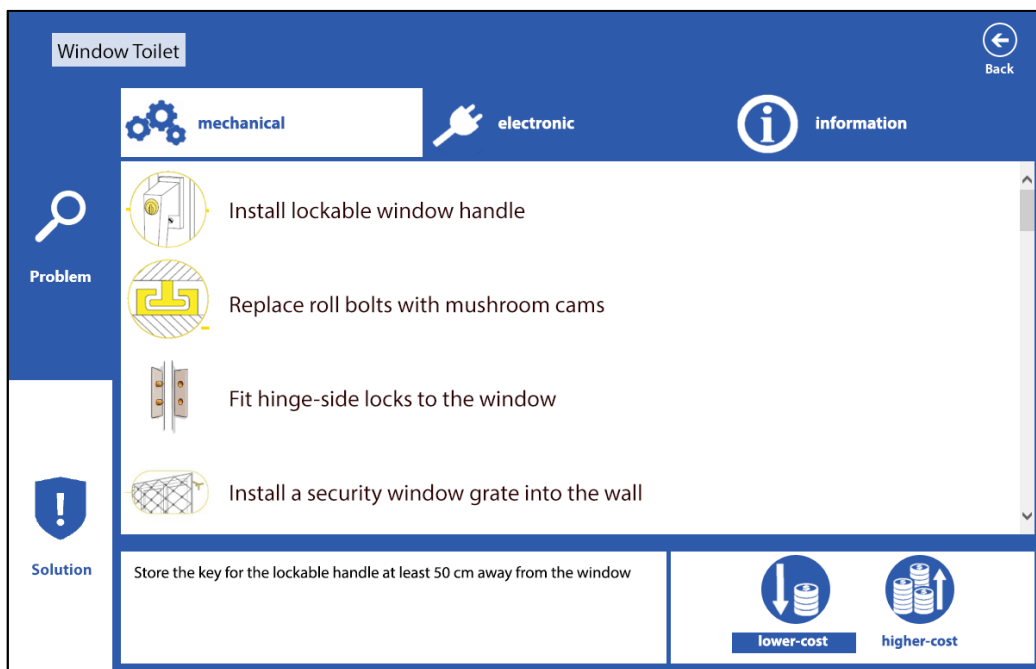 Window Toilet
Back
mechanical
electronic
information
Problem
Install lockable window handle
Replace roll bolts with mushroom cams
Fit hinge-side locks to the window
Install a security window grate into the wall
Solution
Store the key for the lockable handle at least 50 cm away from the window
lower-cost
higher-cost